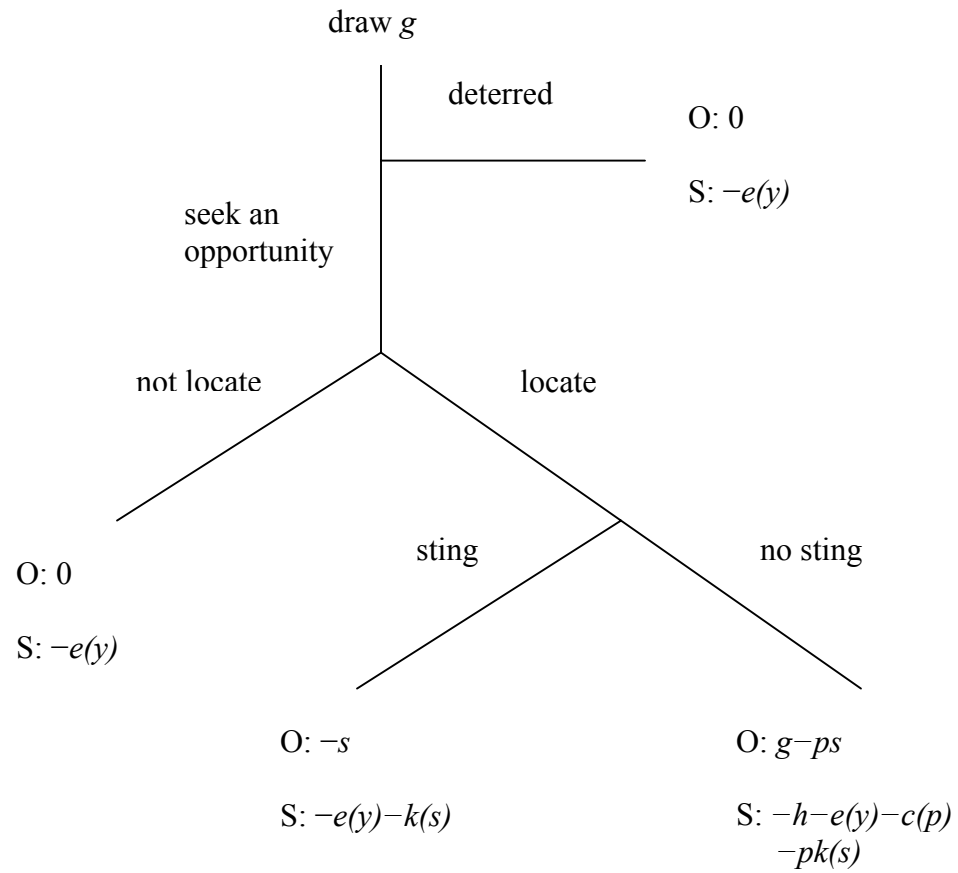 draw g
deterred
O: 0
S: −e(y)
seek an
opportunity
not locate
locate
sting
no sting
O: 0
S: −e(y)
O: −s
S: −e(y)−k(s)
O: g−ps
S: −h−e(y)−c(p)
−pk(s)